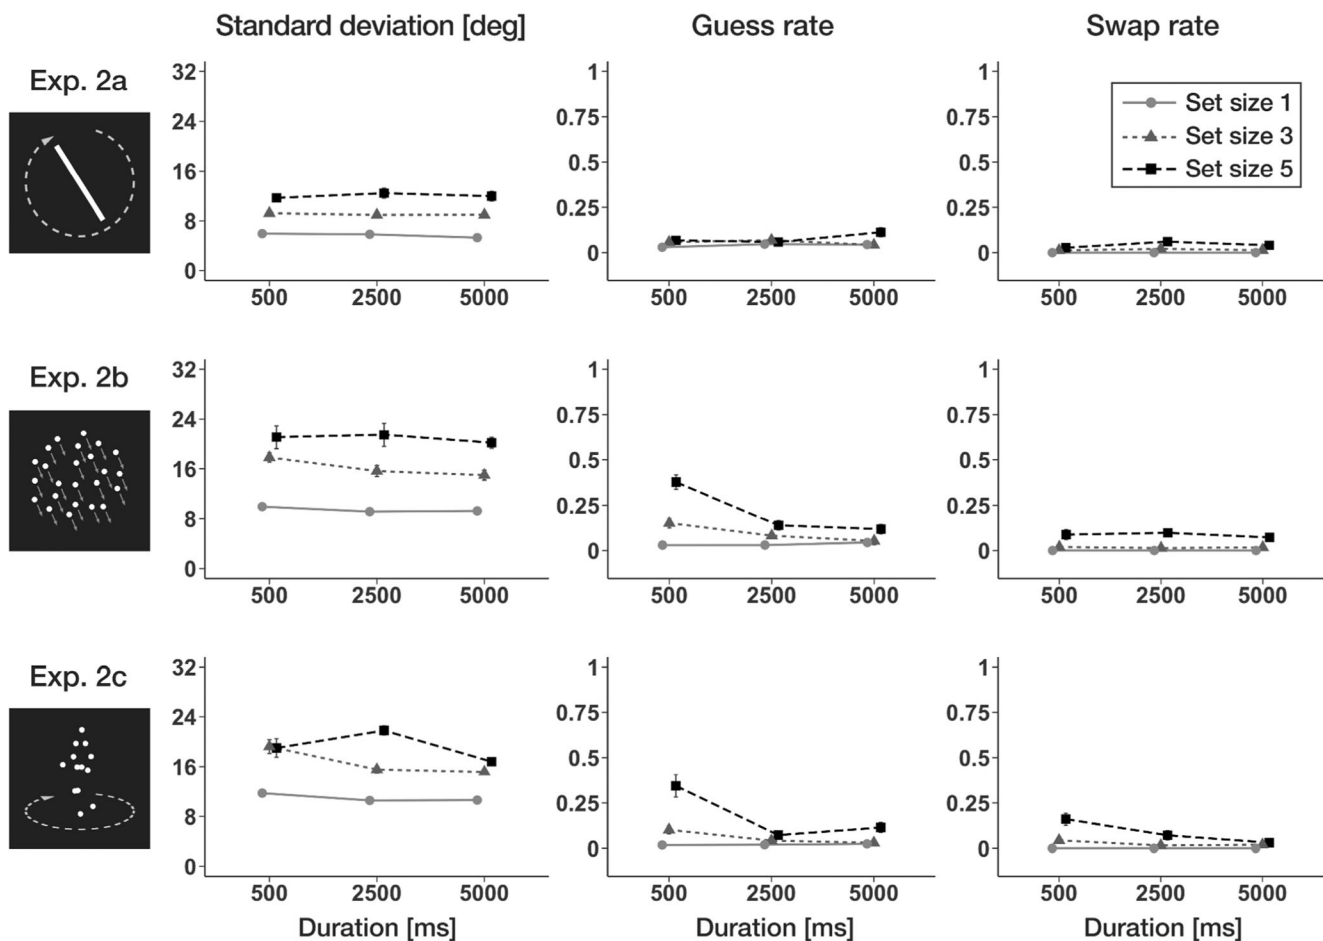 Standard deviation [deg] Guess rate Swap rate
Exp. 2a
32
24
16
8
0
500 2500 5000
1
0.75
0.5
0.25
0
500 2500 5000
1
0.75
0.5
0.25
0
500 2500 5000
Set size 1
Set size 3
Set size 5
Exp. 2b
32
24
16
8
0
500 2500 5000
1
0.75
0.5
0.25
0
500 2500 5000
1
0.75
0.5
0.25
0
500 2500 5000
Exp. 2c
32
24
16
8
0
500 2500 5000
Duration [ms]
1
0.75
0.5
0.25
0
500 2500 5000
Duration [ms]
1
0.75
0.5
0.25
0
500 2500 5000
Duration [ms]